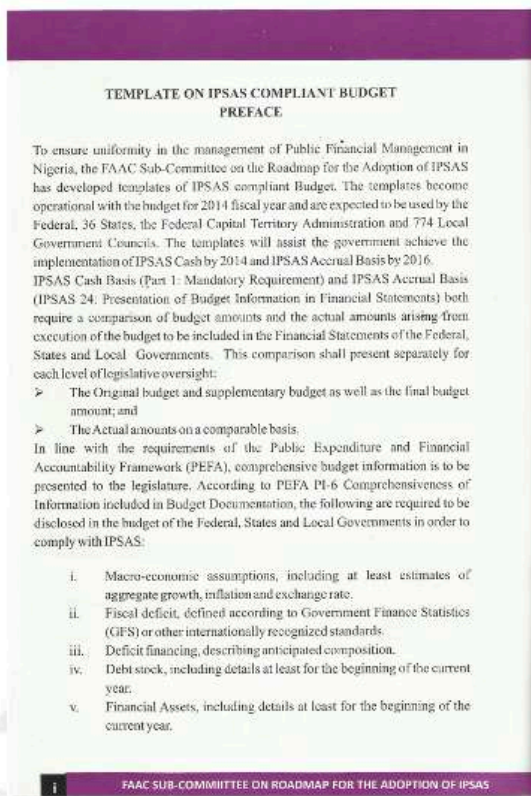 TEMPLATE ON IPSAS COMPLIANT BUDGET
PREFACE
To ensure uniformity in the management of Public Financial Management in
Nigeria, the FAAC Sub-Committee on the Roadmap for the Adoption of IPSAS
has developed templates of IPSAS compliant Budget. The templates become
operational with the budget for 2014 fiscal year and are expected to be used by the
Federal, 36 States, the Federal Capital Territory Administration and 774 Local
Government Councils. The templates will assist the government achieve the
implementation of IPSAS Cash by 2014 and IPSAS Accrual Basis by 2016.
IPSAS Cash Basis (Part 1: Mandatory Requirement) and IPSAS Accrual Basis
(IPSAS 24: Presentation of Budget Information in Financial Statements) both
require a comparison of budget amounts and the actual amounts arising from
execution of the budget to be included in the Financial Statements of the Federal,
States and Local Governments. This comparison shall present separately for
each level of legislative oversight:
➢ The Original budget and supplementary budget as well as the final budget
amount; and
➢ The Actual amounts on a comparable basis.
In line with the requirements of the Public Expenditure and Financial
Accountability Framework (PEFA), comprehensive budget information is to be
presented to the legislature. According to PEFA PI-6 Comprehensiveness of
Information included in Budget Documentation, the following are required to be
disclosed in the budget of the Federal, States and Local Governments in order to
comply with IPSAS:
i. Macro-economic assumptions, including at least estimates of
aggregate growth, inflation and exchange rate.
ii. Fiscal deficit, defined according to Government Finance Statistics
(GFS) or other internationally recognized standards.
iii. Deficit financing, describing anticipated composition.
iv. Debt stock, including details at least for the beginning of the current
year.
v. Financial Assets, including details at least for the beginning of the
current year.
i FAAC SUB-COMMIITTEE ON ROADMAP FOR THE ADOPTION OF IPSAS